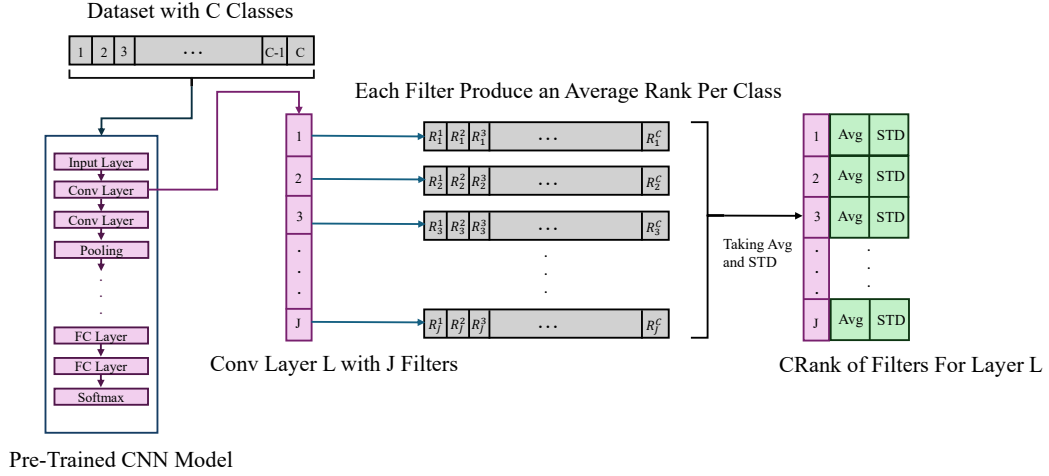 Dataset with C Classes
1 2 3 ... C-1 C
Each Filter Produce an Average Rank Per Class
Input Layer
Conv Layer
Conv Layer
Pooling
.
.
.
FC Layer
FC Layer
Softmax
Pre-Trained CNN Model
1
2
3
.
.
.
J
Conv Layer L with J Filters
R₁¹ R₁² R₁³ ... R₁ᶜ
R₂¹ R₂² R₂³ ... R₂ᶜ
R₃¹ R₃² R₃³ ... R₃ᶜ
.
.
.
Rⱼ¹ Rⱼ² Rⱼ³ ... Rⱼᶜ
Taking Avg
and STD
1 Avg STD
2 Avg STD
3 Avg STD
. . .
. . .
. . .
J Avg STD
CRank of Filters For Layer L